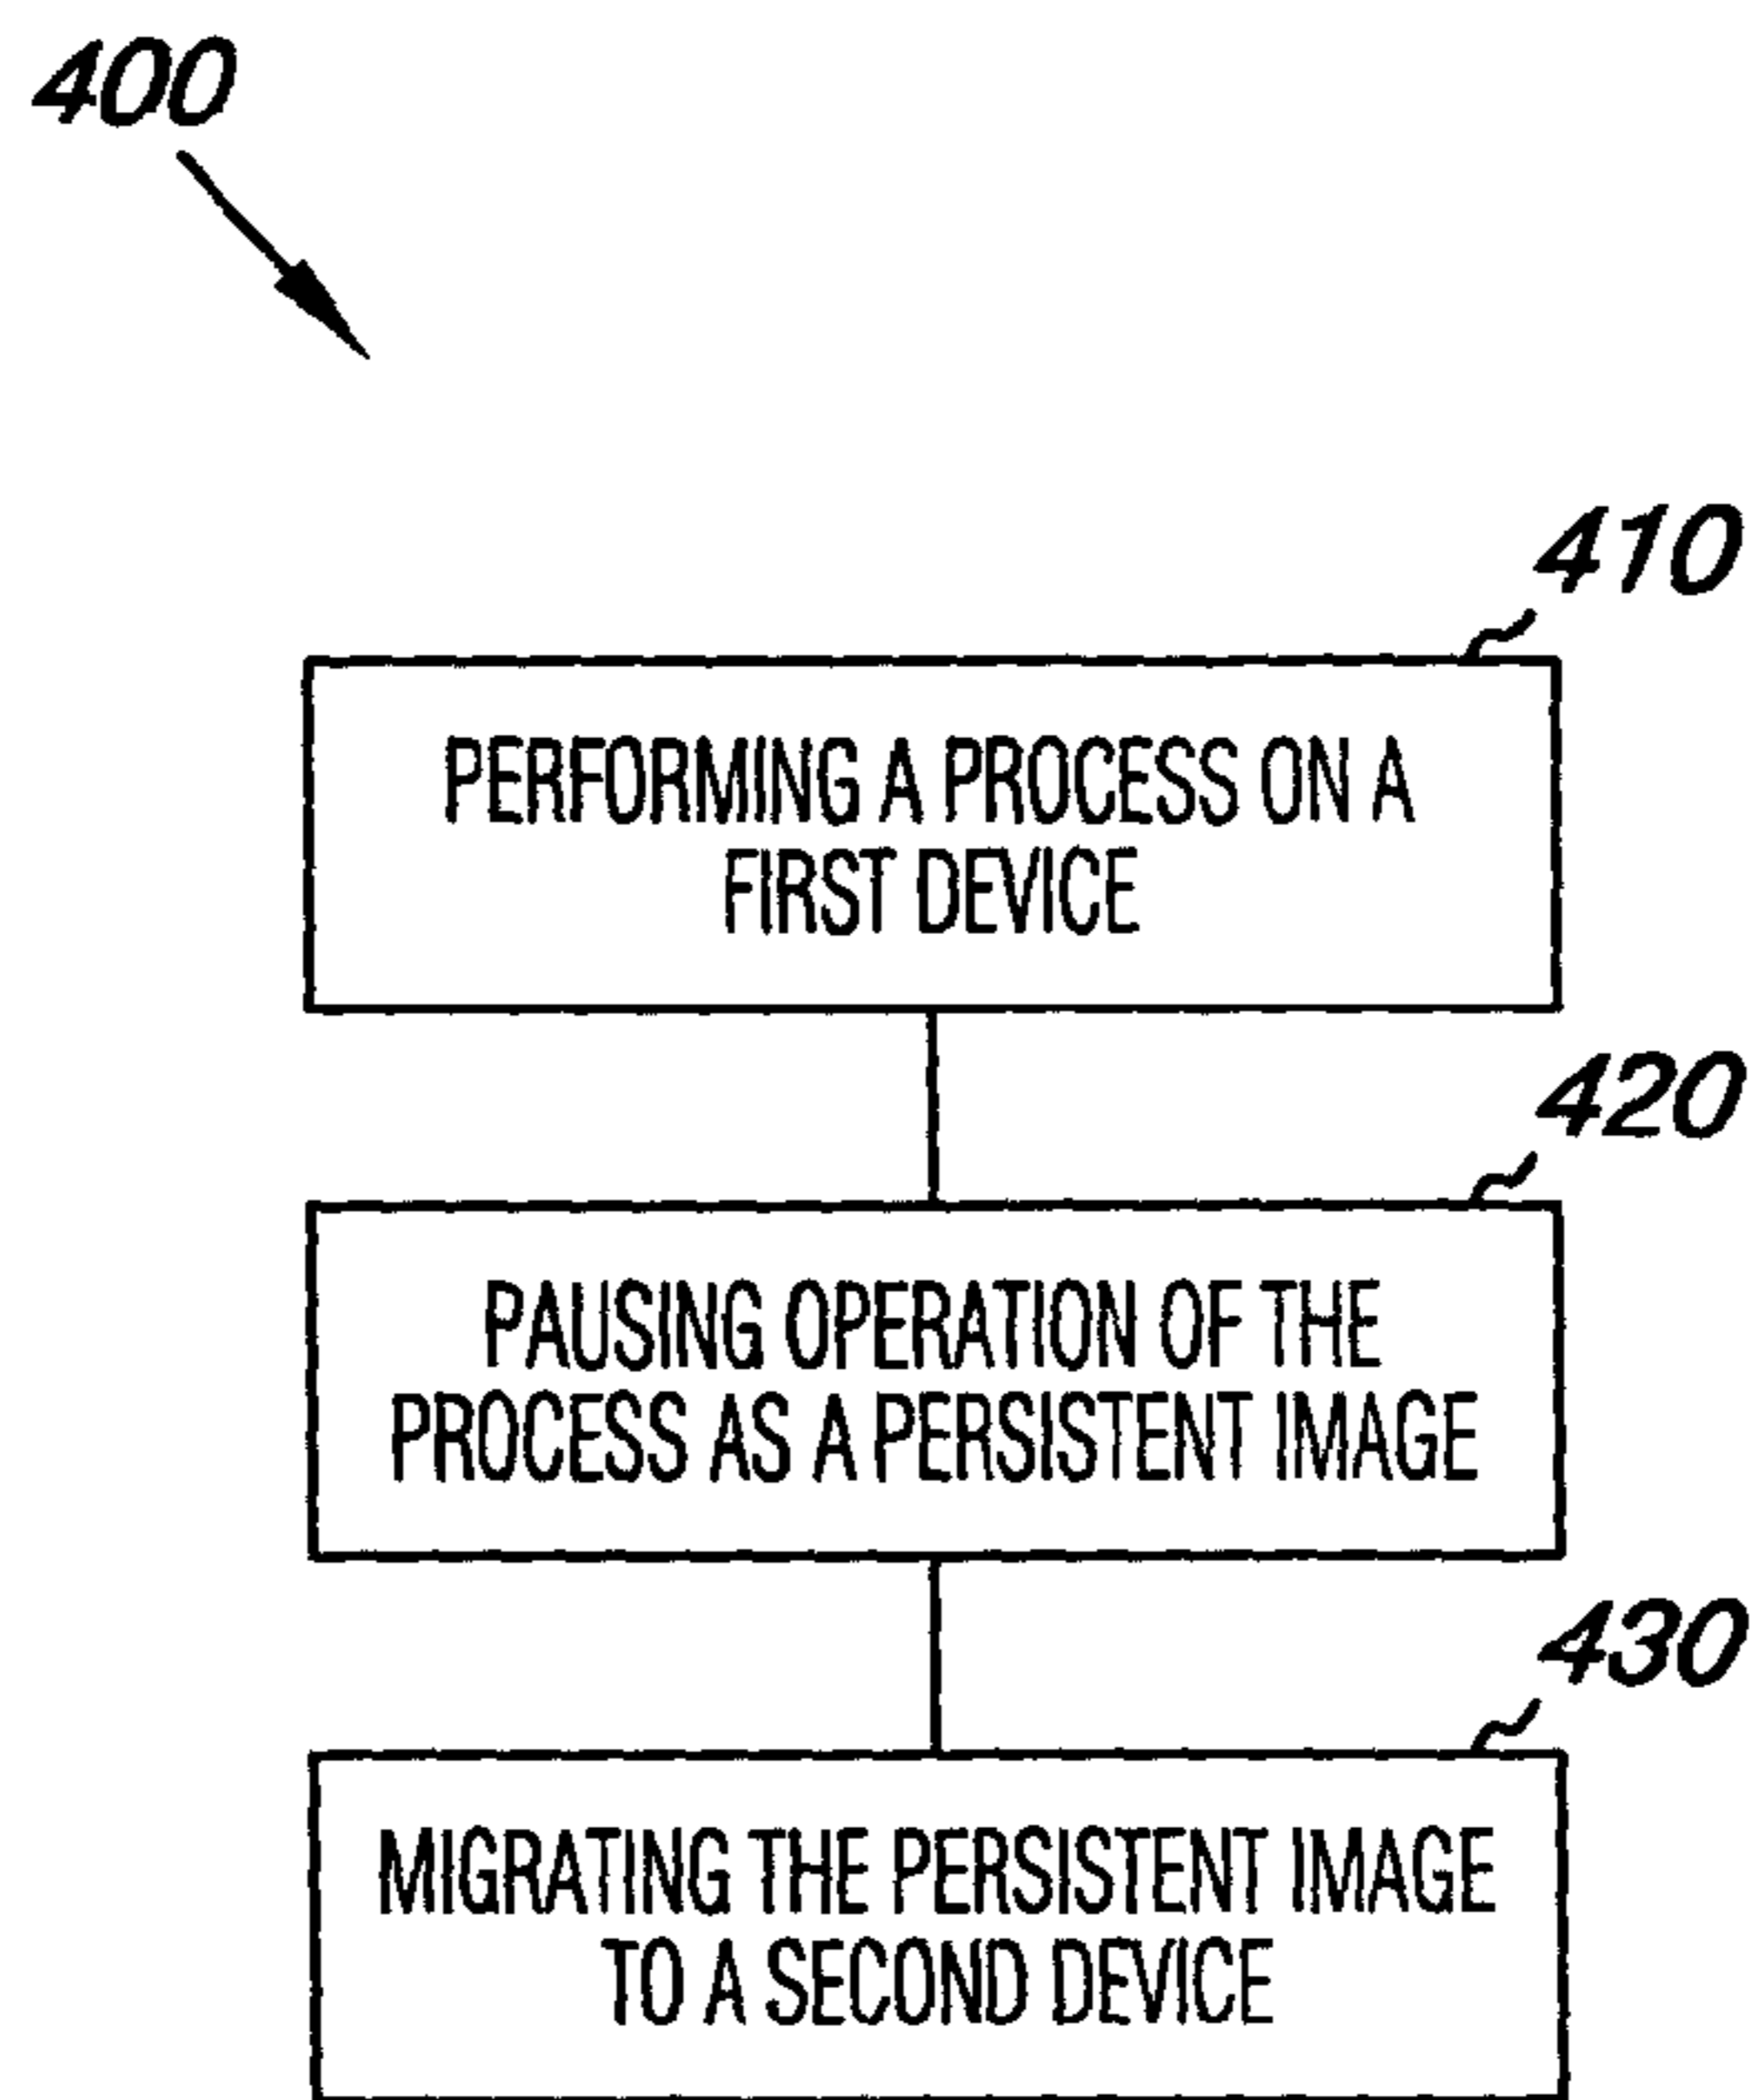 400
410
PERFORMING A PROCESS ON A
FIRST DEVICE
420
PAUSING OPERATION OF THE
PROCESS AS A PERSISTENT IMAGE
430
MIGRATING THE PERSISTENT IMAGE
TO A SECOND DEVICE